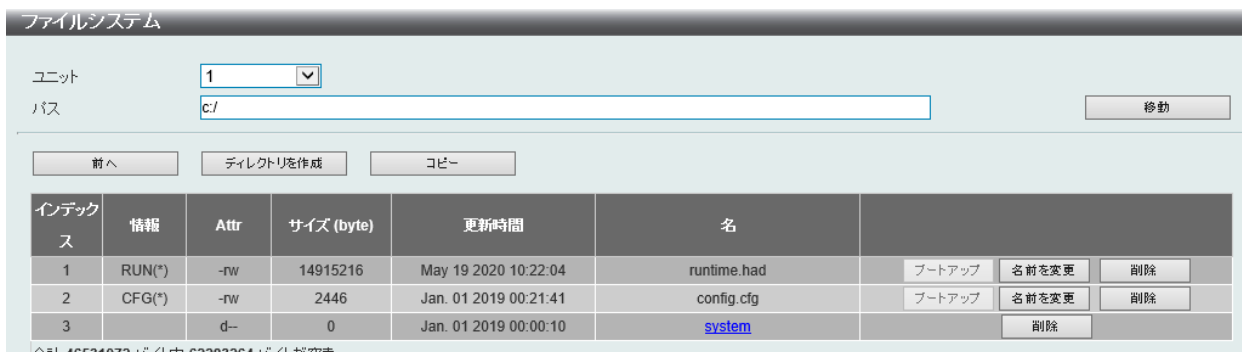 ファイルシステム
ユニット 1
パス c:/ 移動
前へ ディレクトリを作成 コピー
インデックス 情報 Attr サイズ (byte) 更新時間 名
1 RUN(*) -rw 14915216 May 19 2020 10:22:04 runtime.had ブートアップ 名前を変更 削除
2 CFG(*) -rw 2446 Jan. 01 2019 00:21:41 config.cfg ブートアップ 名前を変更 削除
3 d-- 0 Jan. 01 2019 00:00:10 system 削除